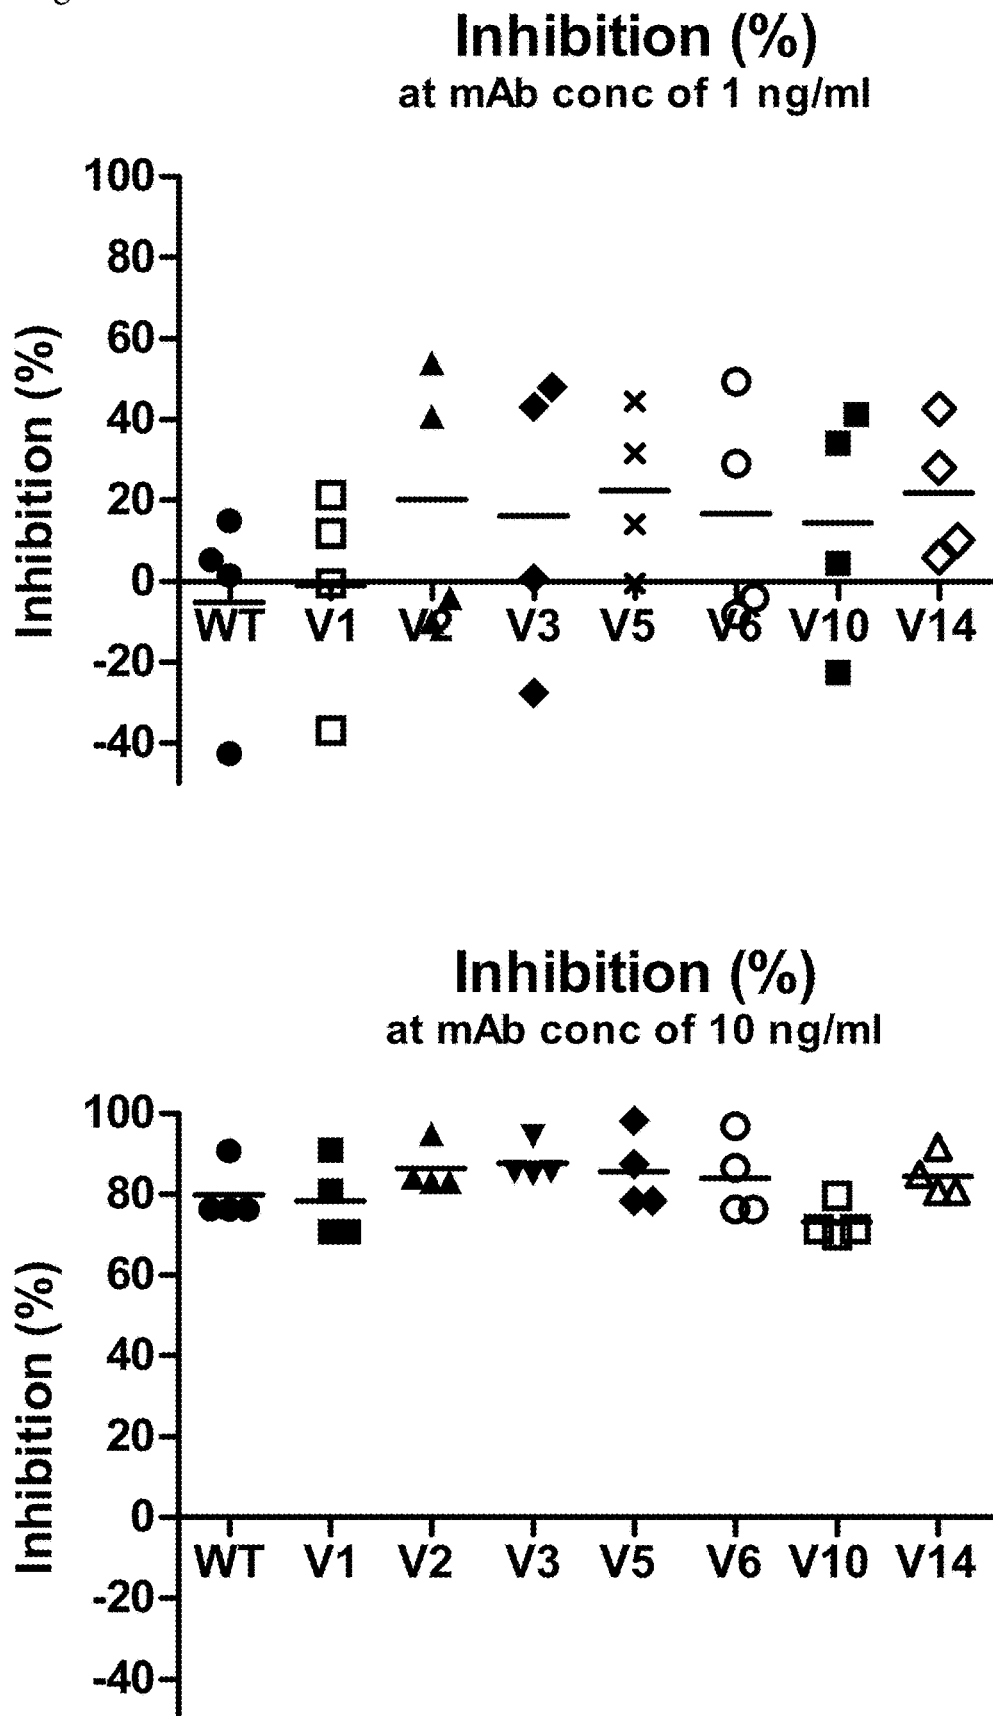 Inhibition (%)
at mAb conc of 1 ng/ml
Inhibition (%)
100
80
60
40
20
0
-20
-40
WT V1 V2 V3 V5 V6 V10 V14
Inhibition (%)
at mAb conc of 10 ng/ml
Inhibition (%)
100
80
60
40
20
0
-20
-40
WT V1 V2 V3 V5 V6 V10 V14